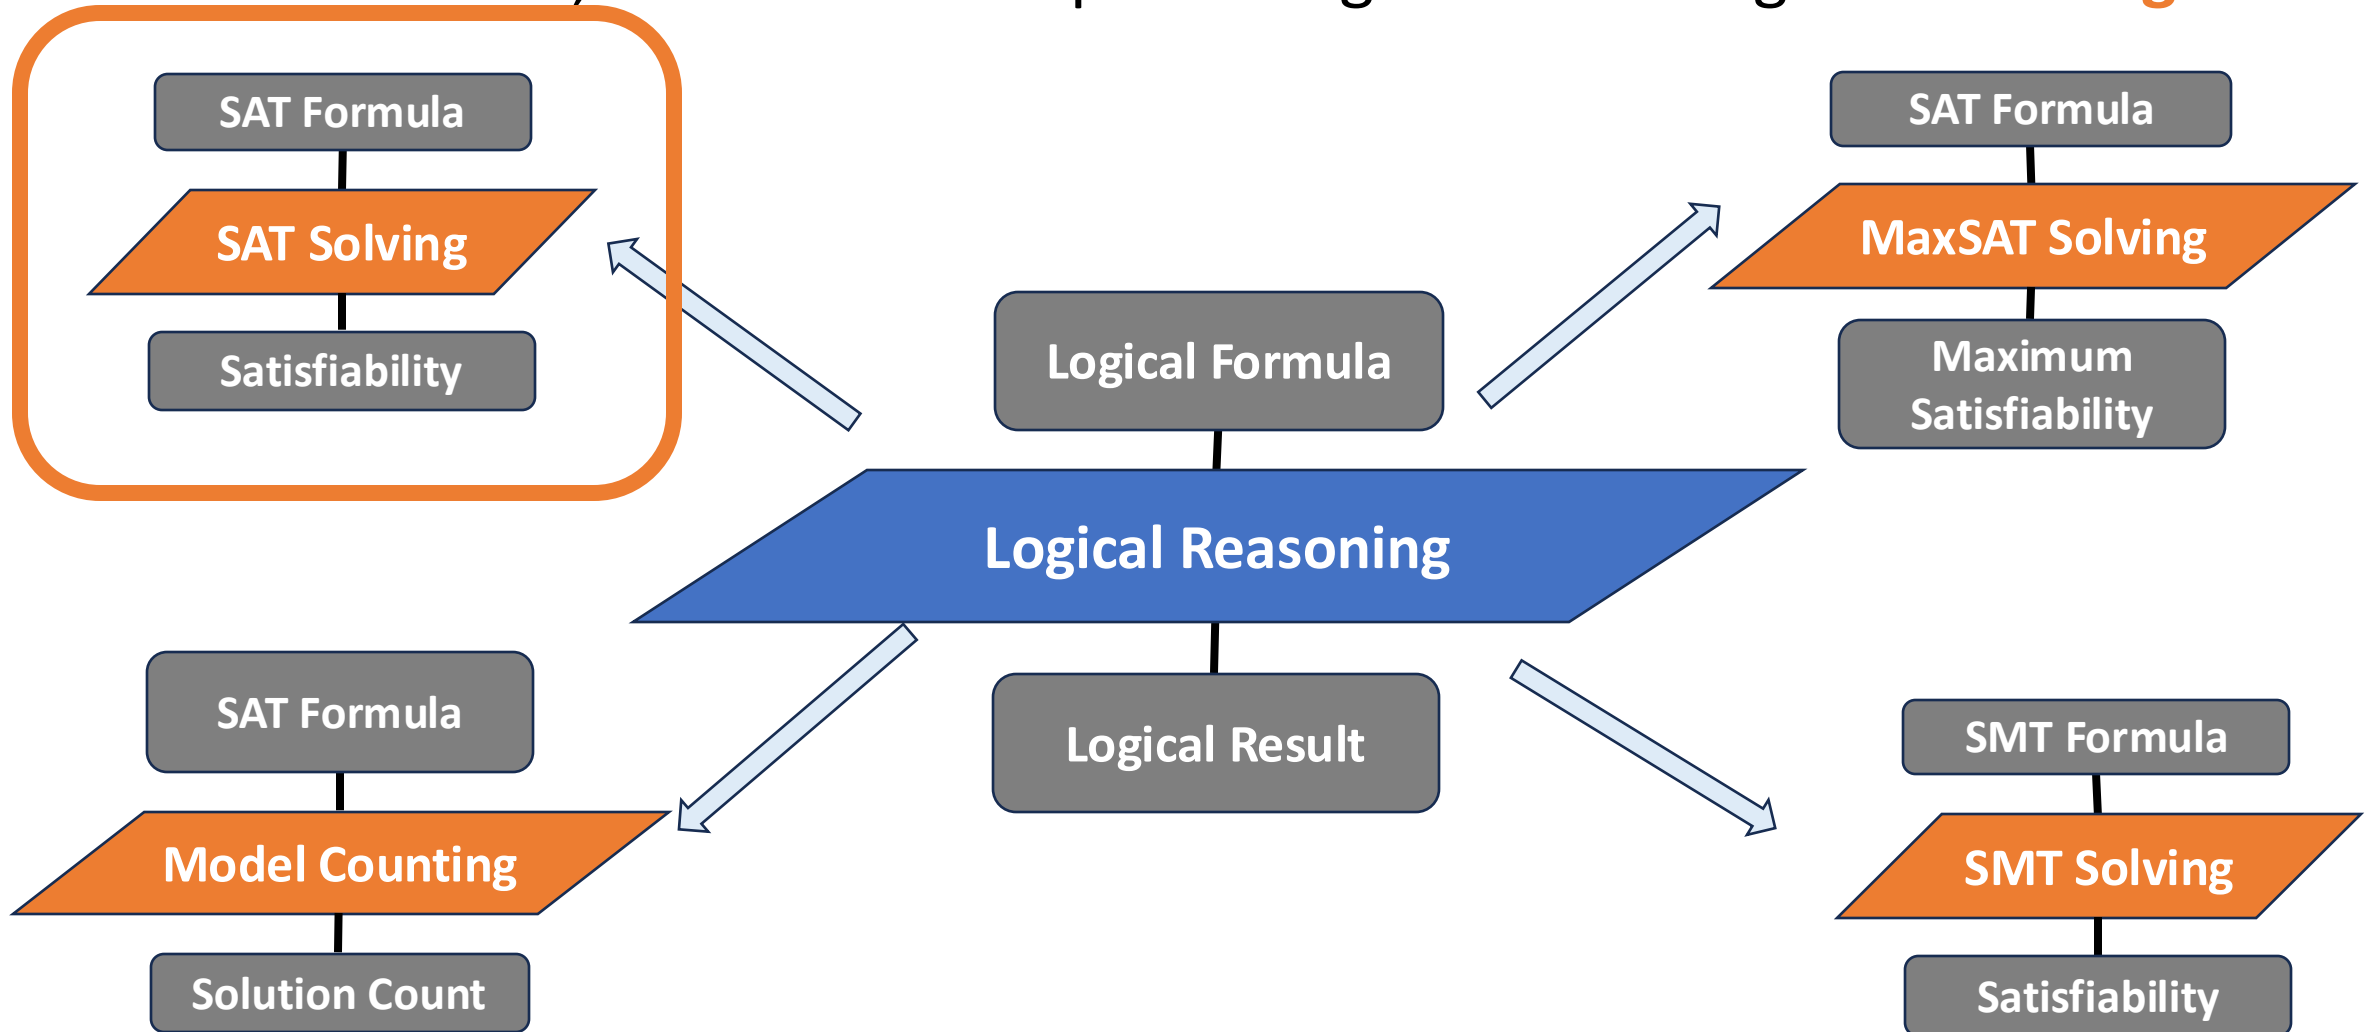 SAT Formula
SAT Solving
Satisfiability
SAT Formula
MaxSAT Solving
Maximum
Satisfiability
Logical Formula
Logical Reasoning
Logical Result
SAT Formula
Model Counting
Solution Count
SMT Formula
SMT Solving
Satisfiability